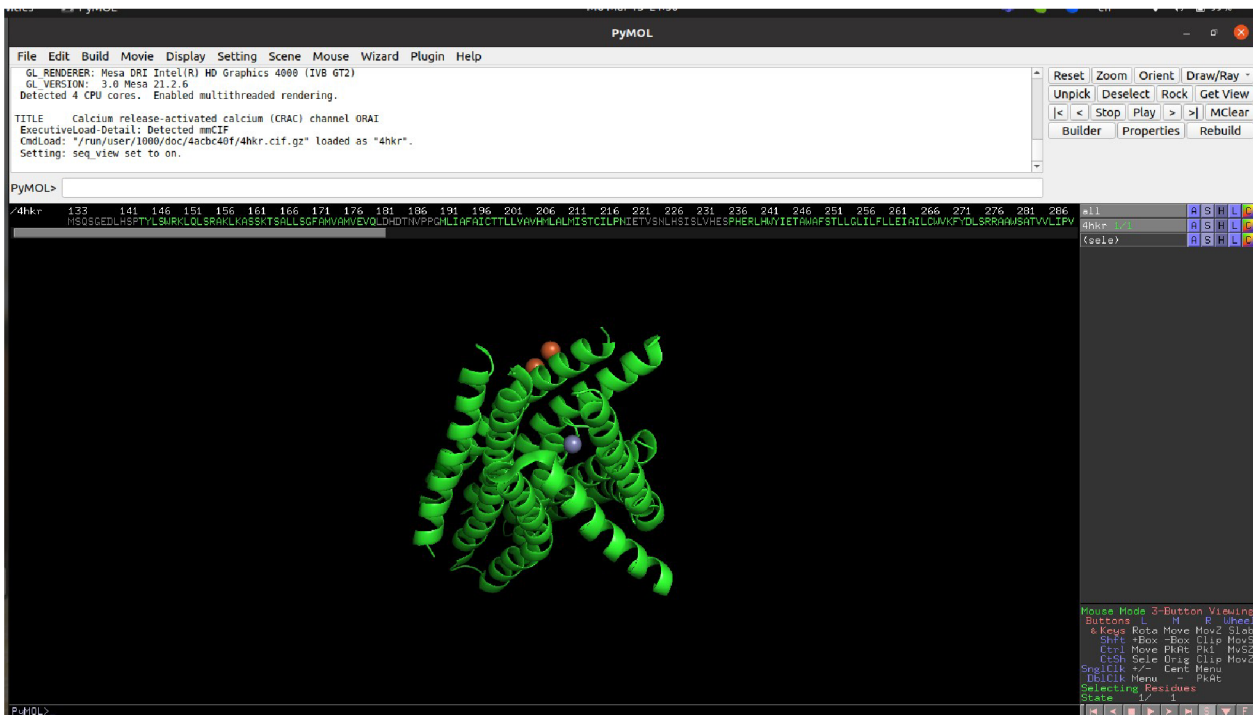 PyMOL
File Edit Build Movie Display Setting Scene Mouse Wizard Plugin Help
GL_RENDERER: Mesa DRI Intel(R) HD Graphics 4000 (IVB GT2)
GL_VERSION: 3.0 Mesa 21.2.6
Detected 4 CPU cores. Enabled multithreaded rendering.
TITLE Calcium release-activated calcium (CRAC) channel ORAI
ExecutiveLoad-Detail: Detected mmCIF
CmdLoad: "/run/user/1000/doc/4acbc40f/4hkr.cif.gz" loaded as "4hkr".
Setting: seq_view set to on.
Reset Zoom Orient Draw/Ray
Unpick Deselect Rock Get View
|< < Stop Play > >| MClear
Builder Properties Rebuild
PyMOL>
/4hkr 133 141 146 151 156 161 166 171 176 181 186 191 196 201 206 211 216 221 226 231 236 241 246 251 256 261 266 271 276 281 286
MSQSGEDLHSPTYLSWRKLQLSRAKLKASSKTSALLSGFAMVAMVEVQLDHDTNVPPGMLIAFAICTTLLVAVHMLALMISTCILPNIETVSNLHSISLVHESPHERLHWYIETAWAFSTLLGLILFLLEIAILCWVKFYDLSRRAAWSATVVLIPV
all A S H L C
4hkr 1/1 A S H L C
(sele) A S H L C
Mouse Mode 3-Button Viewing
Buttons L M R Wheel
& Keys Rota Move MovZ Slab
Shft +Box -Box Clip MovS
Ctrl Move PkAt Pk1 MvSZ
CtSh Sele Orig Clip MovZ
SnglClk +/- Cent Menu
DblClk Menu - PkAt
Selecting Residues
State 1/ 1
PyMOL>
S F